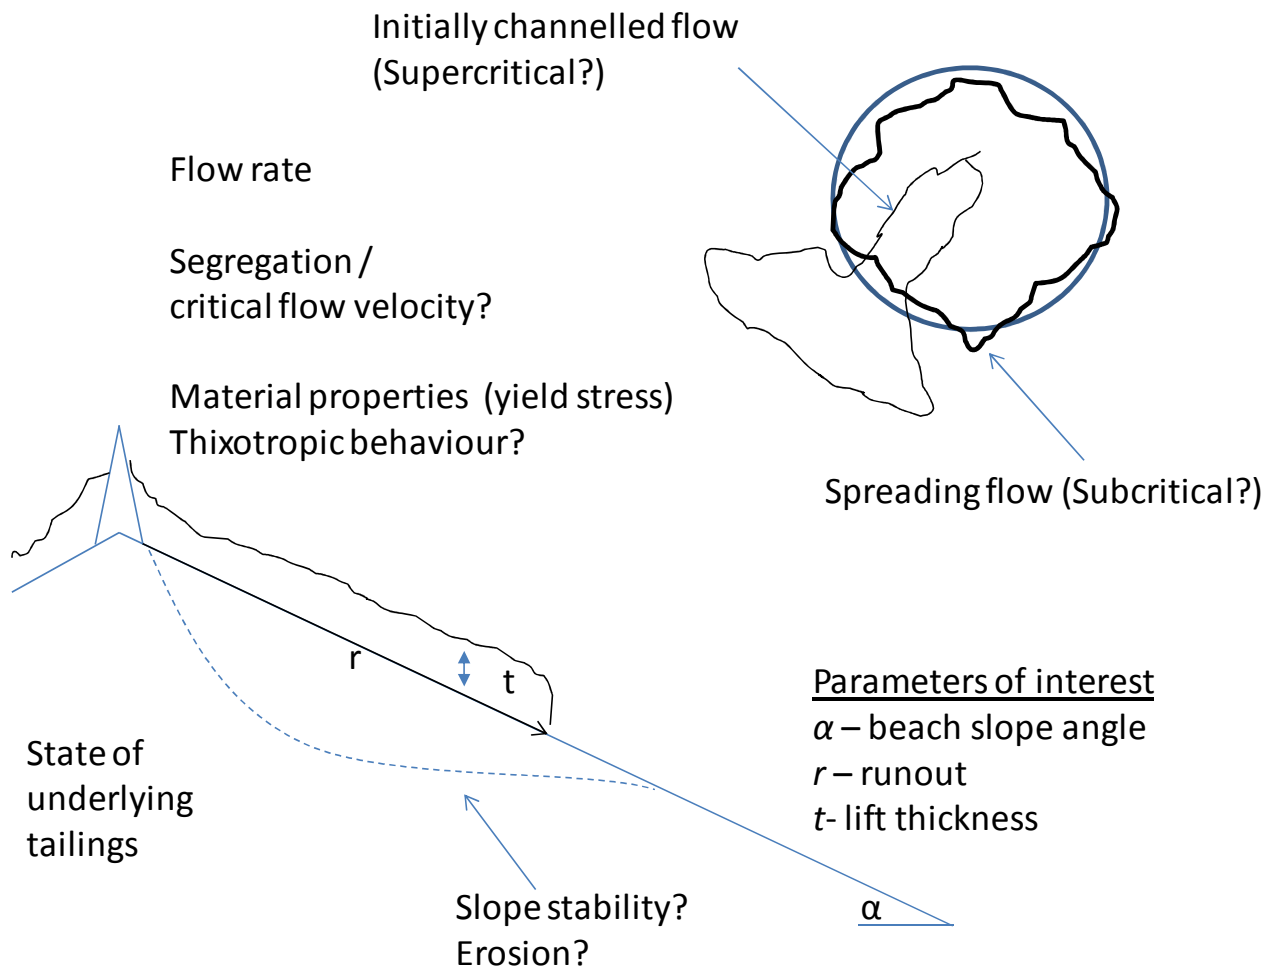 Initially channelled flow
(Supercritical?)
Flow rate
Segregation /
critical flow velocity?
Material properties (yield stress)
Thixotropic behaviour?
Spreading flow (Subcritical?)
r
t
Parameters of interest
α – beach slope angle
r – runout
t- lift thickness
State of
underlying
tailings
Slope stability?
Erosion?
α